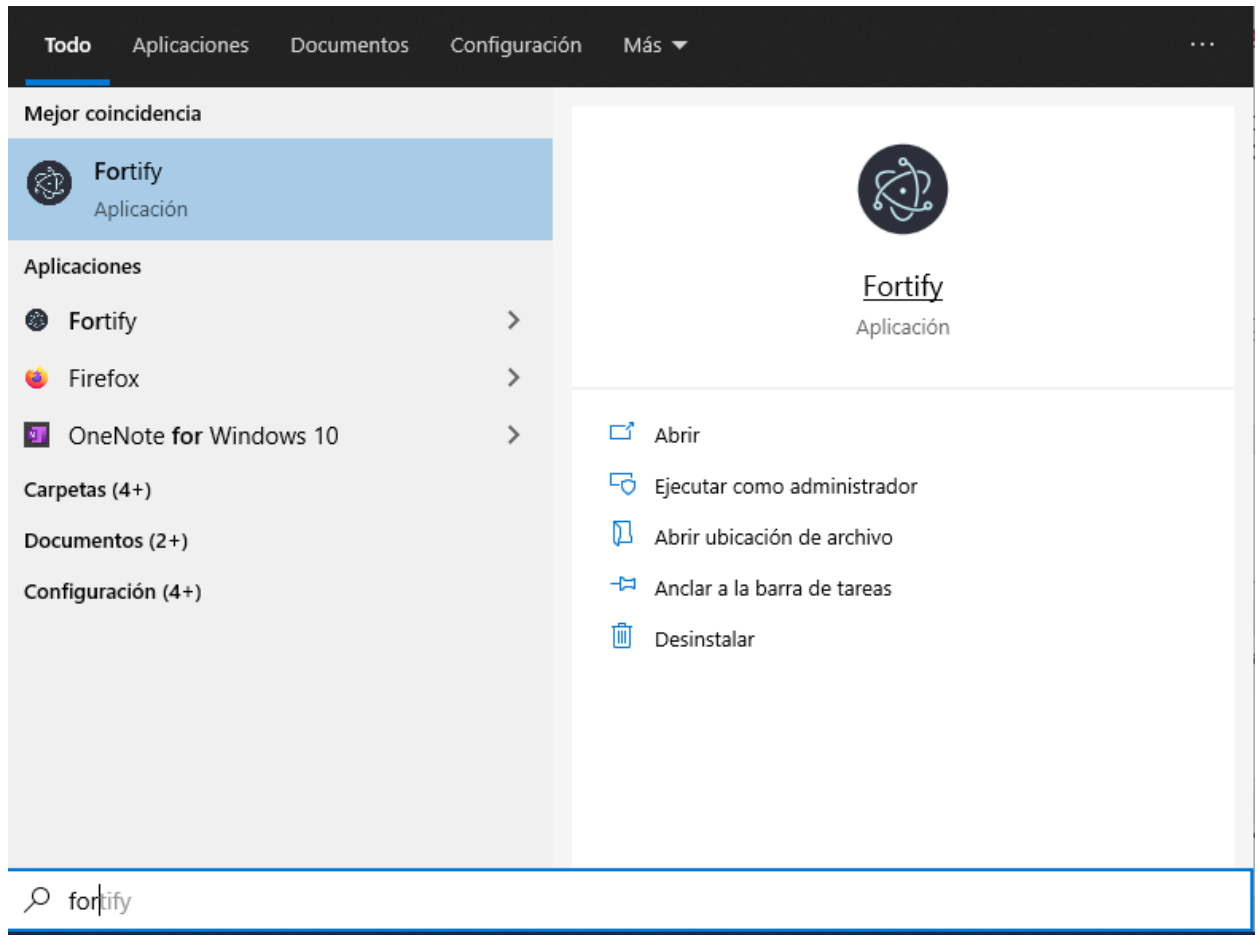 Todo Aplicaciones Documentos Configuración Más ...
Mejor coincidencia
Fortify
Aplicación
Aplicaciones
Fortify
Firefox
OneNote for Windows 10
Carpetas (4+)
Documentos (2+)
Configuración (4+)
Fortify
Aplicación
Abrir
Ejecutar como administrador
Abrir ubicación de archivo
Anclar a la barra de tareas
Desinstalar
fortify